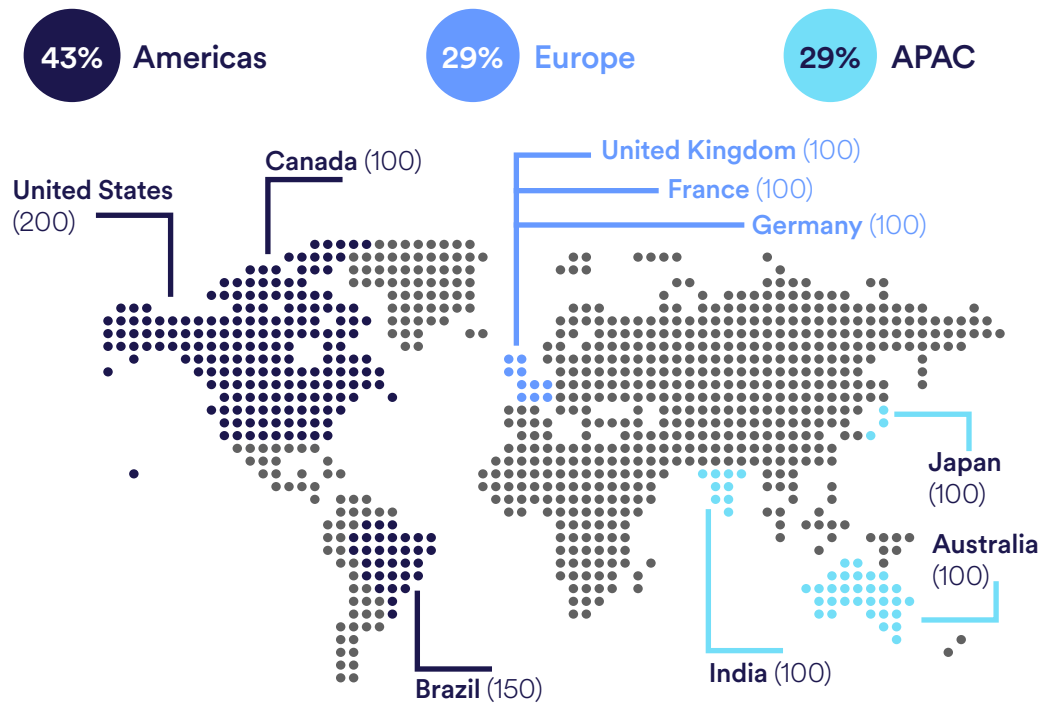 43% Americas
29% Europe
29% APAC
United States
(200)
Canada (100)
United Kingdom (100)
France (100)
Germany (100)
Japan
(100)
Australia
(100)
India (100)
Brazil (150)